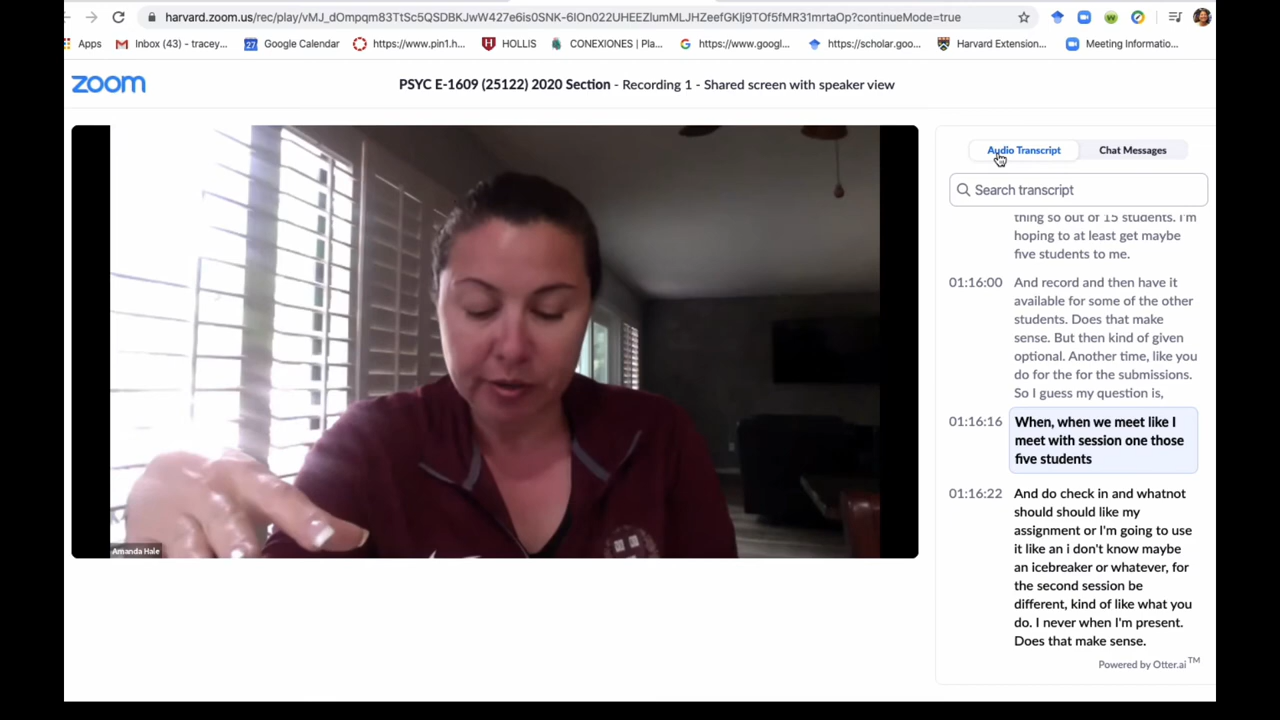 harvard.zoom.us/rec/play/vMJ_dOmpqm83TtSc5QSDBKJwW427e6is0SNK-6IOn022UHEEZlumMLJHZeefGKlj9TOf5fMR31mrtaOp?continueMode=true
Apps Inbox (43) - tracey... 27 Google Calendar https://www.pin1.h... HOLLIS CONEXIONES | Pla... https://www.googl... https://scholar.goo... Harvard Extension... Meeting Informatio...
zoom PSYC E-1609 (25122) 2020 Section - Recording 1 - Shared screen with speaker view
Audio Transcript Chat Messages
Search transcript
thing so out of 15 students. I'm
hoping to at least get maybe
five students to me.
01:16:00 And record and then have it
available for some of the other
students. Does that make
sense. But then kind of given
optional. Another time, like you
do for the for the submissions.
So I guess my question is,
01:16:16 When, when we meet like I
meet with session one those
five students
01:16:22 And do check in and whatnot
should should like my
assignment or I'm going to use
it like an i don't know maybe
an icebreaker or whatever, for
the second session be
different, kind of like what you
do. I never when I'm present.
Does that make sense.
Powered by Otter.ai™
Amanda Hale